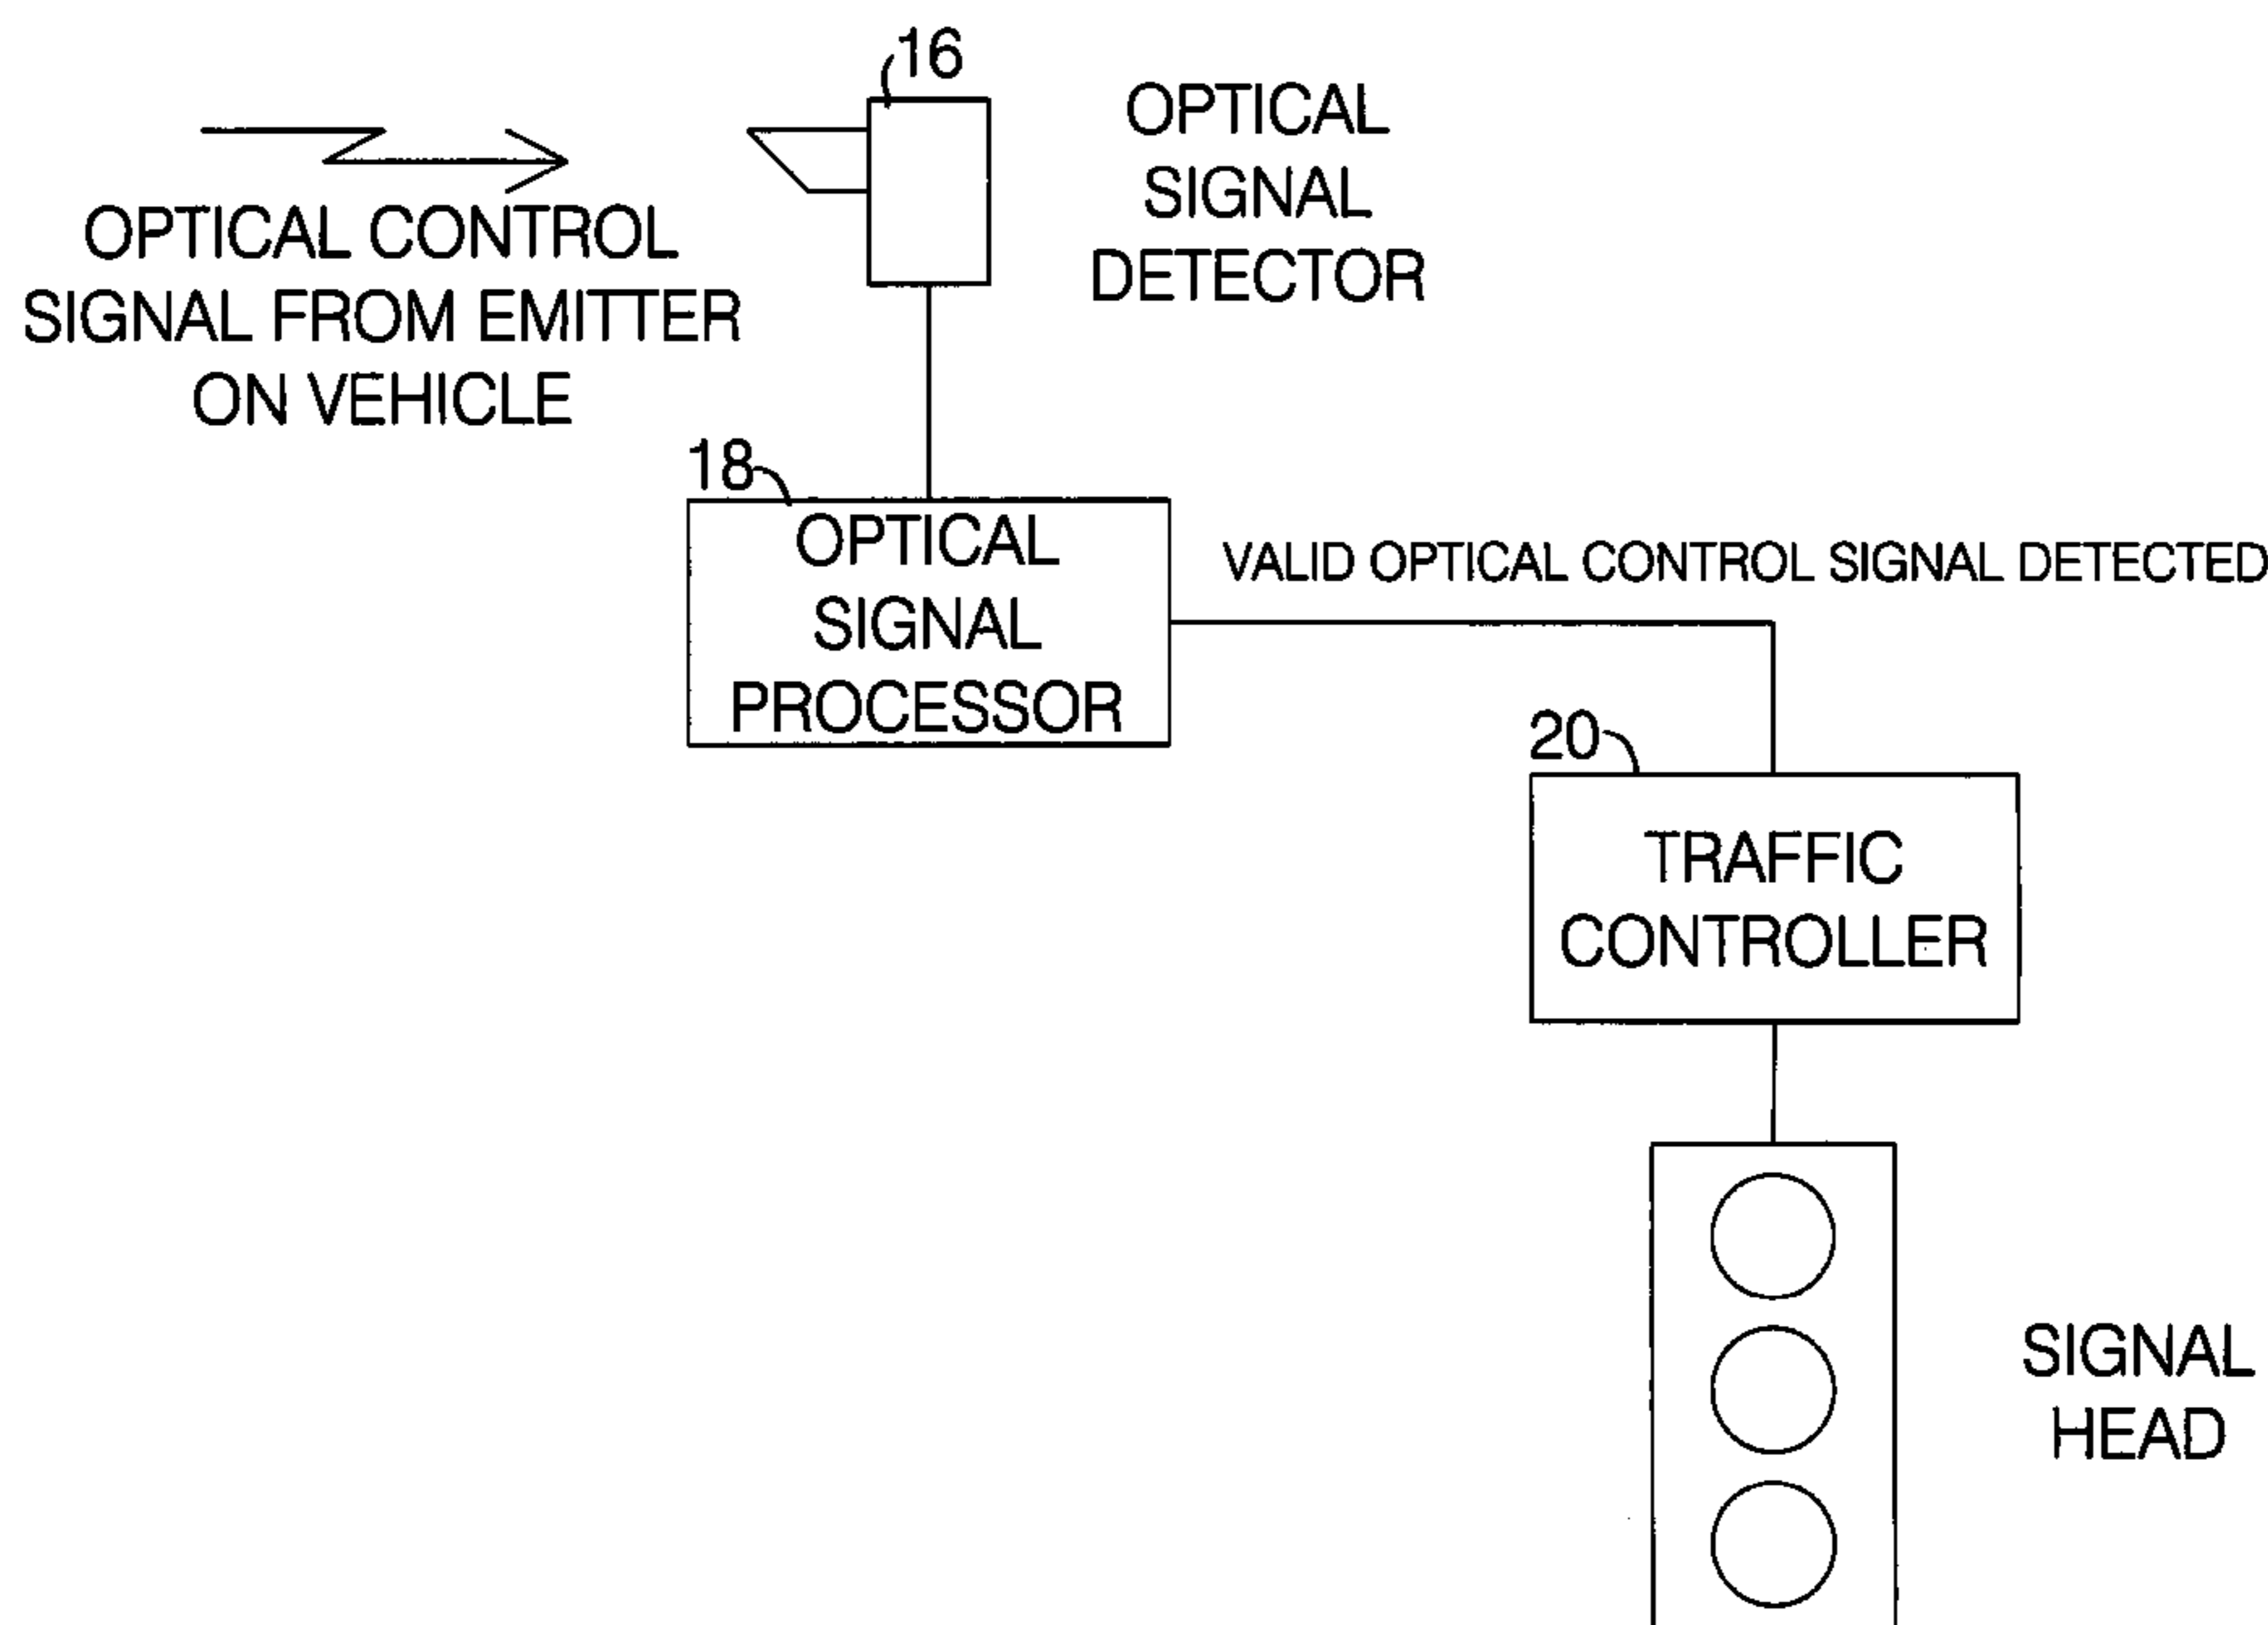 16
OPTICAL
SIGNAL
DETECTOR
OPTICAL CONTROL
SIGNAL FROM EMITTER
ON VEHICLE
18
OPTICAL
SIGNAL
PROCESSOR
VALID OPTICAL CONTROL SIGNAL DETECTED
20
TRAFFIC
CONTROLLER
SIGNAL
HEAD